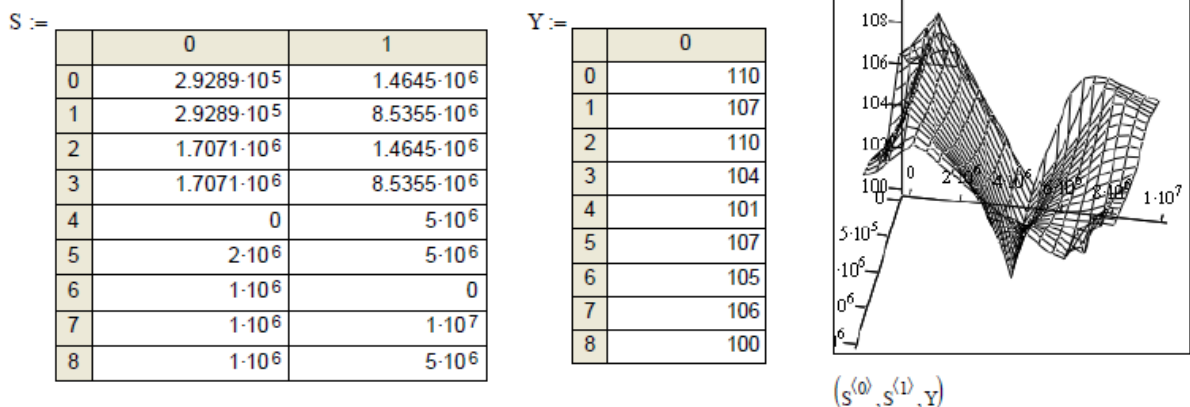 S :=
0 1
0 2.9289·10⁵ 1.4645·10⁶
1 2.9289·10⁵ 8.5355·10⁶
2 1.7071·10⁶ 1.4645·10⁶
3 1.7071·10⁶ 8.5355·10⁶
4 0 5·10⁶
5 2·10⁶ 5·10⁶
6 1·10⁶ 0
7 1·10⁶ 1·10⁷
8 1·10⁶ 5·10⁶
Y :=
0
0 110
1 107
2 110
3 104
4 101
5 107
6 105
7 106
8 100
108
106
104
100
0
0 1·10⁷
5·10⁵
(S⟨0⟩, S⟨1⟩, Y)